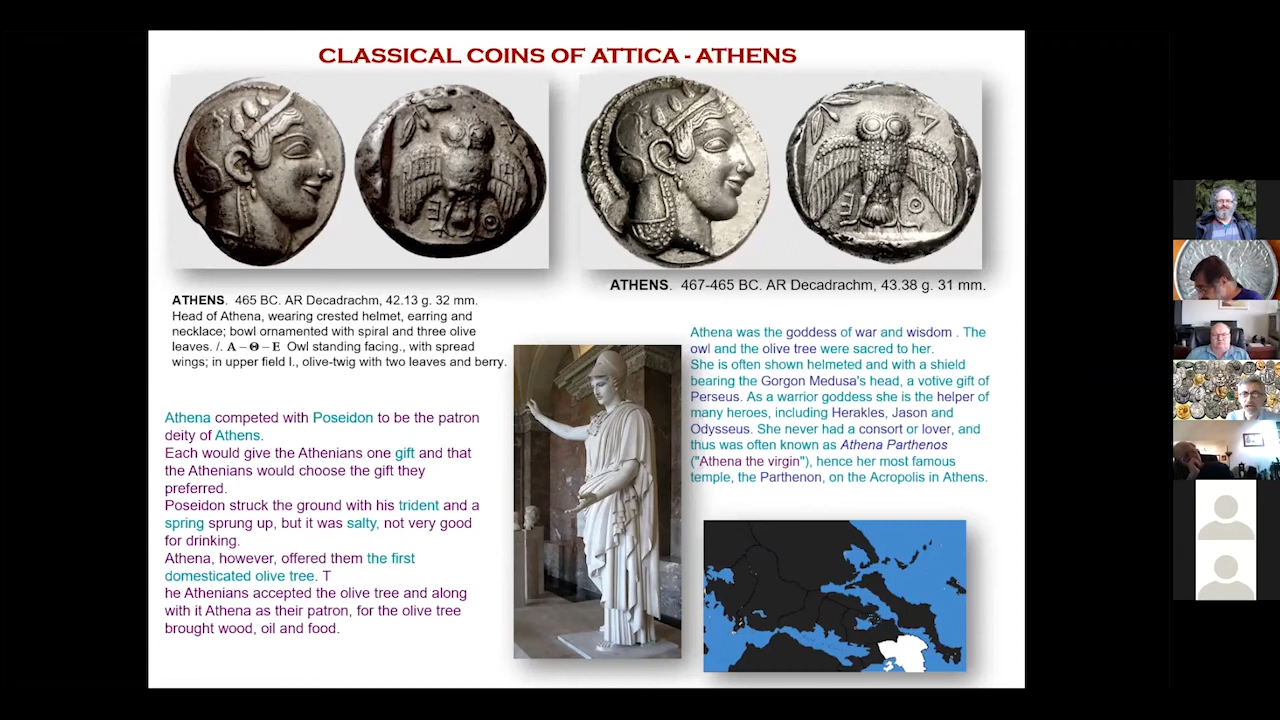 CLASSICAL COINS OF ATTICA - ATHENS
ATHENS. 465 BC. AR Decadrachm, 42.13 g. 32 mm.
Head of Athena, wearing crested helmet, earring and
necklace; bowl ornamented with spiral and three olive
leaves. /. Α – Θ – Ε Owl standing facing., with spread
wings; in upper field l., olive-twig with two leaves and berry.
ATHENS. 467-465 BC. AR Decadrachm, 43.38 g. 31 mm.
Athena competed with Poseidon to be the patron
deity of Athens.
Each would give the Athenians one gift and that
the Athenians would choose the gift they
preferred.
Poseidon struck the ground with his trident and a
spring sprung up, but it was salty, not very good
for drinking.
Athena, however, offered them the first
domesticated olive tree. T
he Athenians accepted the olive tree and along
with it Athena as their patron, for the olive tree
brought wood, oil and food.
Athena was the goddess of war and wisdom . The
owl and the olive tree were sacred to her.
She is often shown helmeted and with a shield
bearing the Gorgon Medusa's head, a votive gift of
Perseus. As a warrior goddess she is the helper of
many heroes, including Herakles, Jason and
Odysseus. She never had a consort or lover, and
thus was often known as Athena Parthenos
("Athena the virgin"), hence her most famous
temple, the Parthenon, on the Acropolis in Athens.